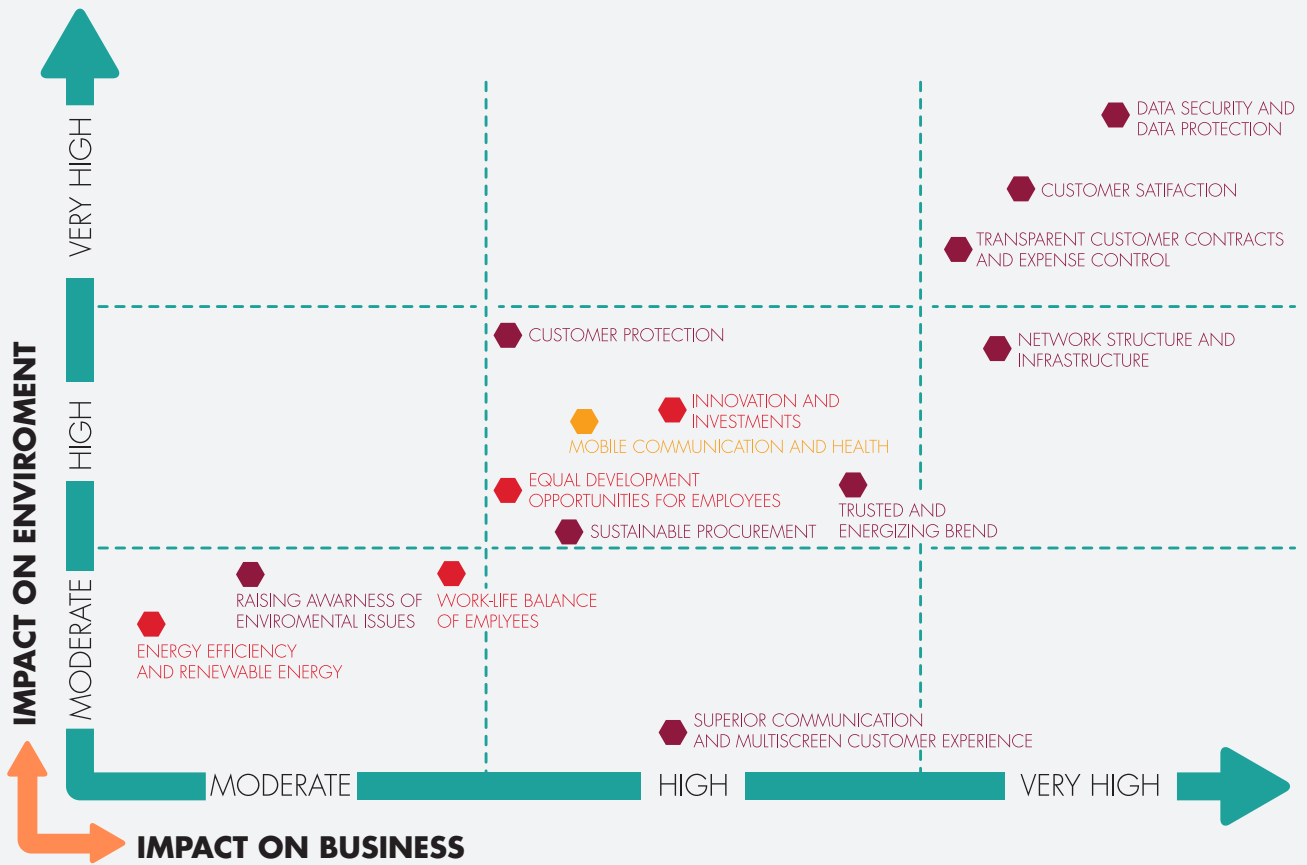 VERY HIGH
HIGH
MODERATE
IMPACT ON ENVIROMENT
DATA SECURITY AND
DATA PROTECTION
CUSTOMER SATIFACTION
TRANSPARENT CUSTOMER CONTRACTS
AND EXPENSE CONTROL
CUSTOMER PROTECTION
NETWORK STRUCTURE AND
INFRASTRUCTURE
INNOVATION AND
INVESTMENTS
MOBILE COMMUNICATION AND HEALTH
EQUAL DEVELOPMENT
OPPORTUNITIES FOR EMPLOYEES
TRUSTED AND
ENERGIZING BREND
SUSTAINABLE PROCUREMENT
RAISING AWARNESS OF
ENVIROMENTAL ISSUES
WORK-LIFE BALANCE
OF EMPLYEES
ENERGY EFFICIENCY
AND RENEWABLE ENERGY
SUPERIOR COMMUNICATION
AND MULTISCREEN CUSTOMER EXPERIENCE
MODERATE
HIGH
VERY HIGH
IMPACT ON BUSINESS